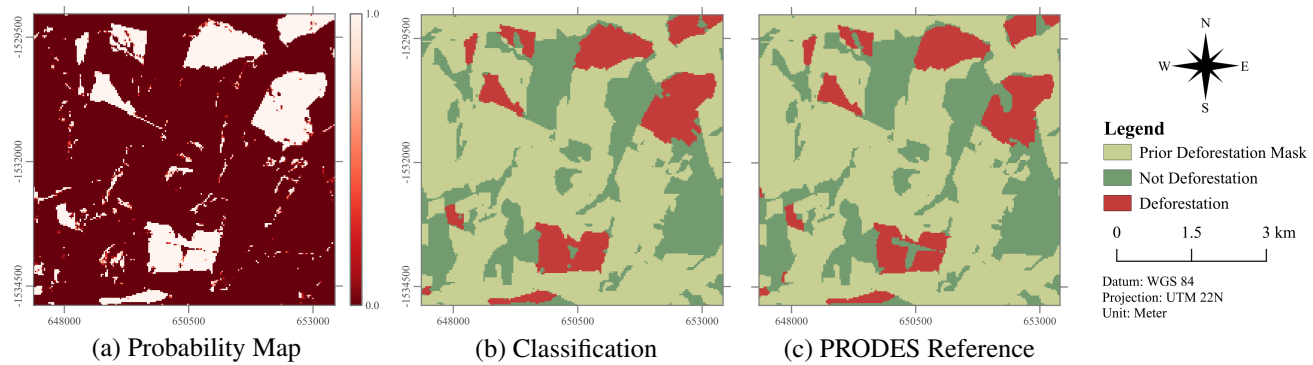 -1529500
-1532000
-1534500
648000
650500
653000
1.0
0.0
(a) Probability Map
-1529500
-1532000
-1534500
648000
650500
653000
(b) Classification
-1529500
-1532000
-1534500
648000
650500
653000
(c) PRODES Reference
N
W
E
S
Legend
Prior Deforestation Mask
Not Deforestation
Deforestation
0 1.5 3 km
Datum: WGS 84
Projection: UTM 22N
Unit: Meter